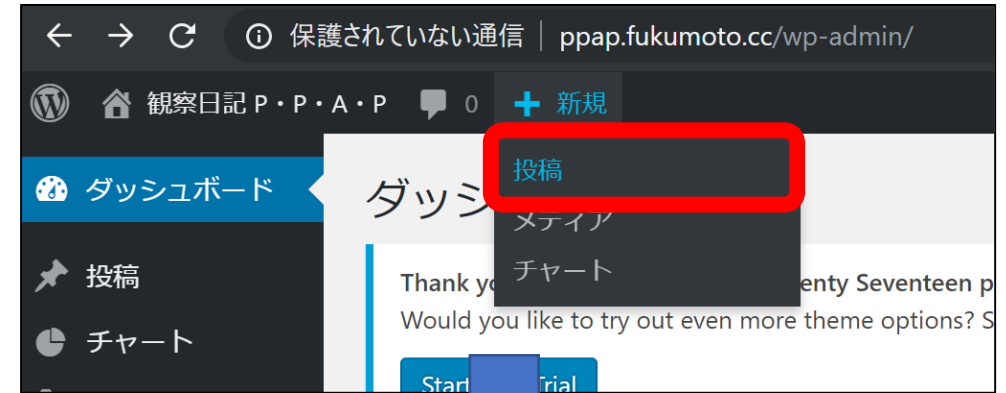 保護されていない通信 | ppap.fukumoto.cc/wp-admin/
観察日記 P・P・A・P 0 + 新規
投稿
メディア
チャート
ダッシュボード
ダッシ
投稿
チャート
Thank yo enty Seventeen p
Would you like to try out even more theme options? S
Start Trial